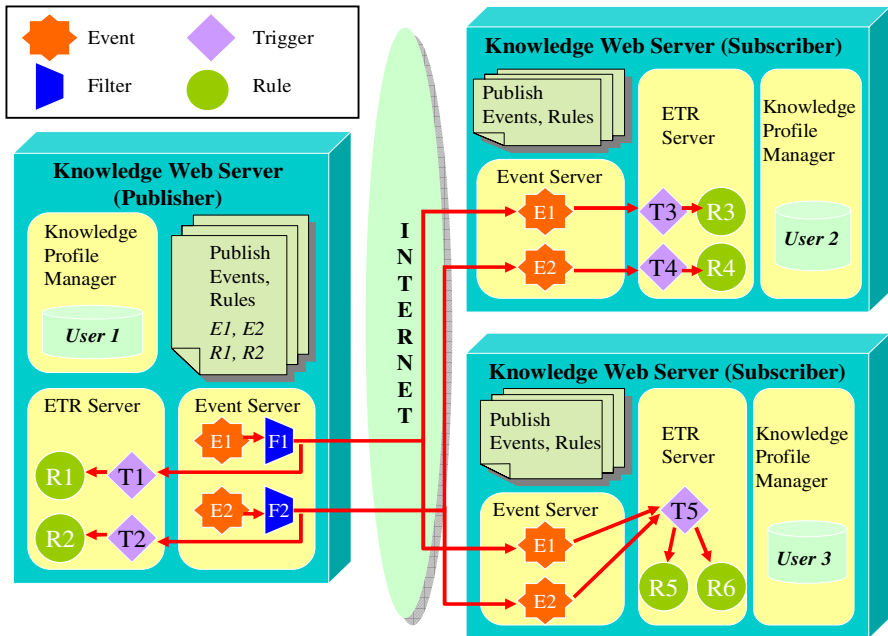 Event
Trigger
Filter
Rule
Knowledge Web Server
(Publisher)
Knowledge
Profile
Manager
User 1
Publish
Events,
Rules
E1, E2
R1, R2
ETR Server
R1
T1
R2
T2
Event Server
E1
F1
E2
F2
INTERNET
Knowledge Web Server (Subscriber)
Publish
Events, Rules
Event Server
E1
E2
ETR
Server
T3
R3
T4
R4
Knowledge
Profile
Manager
User 2
Knowledge Web Server (Subscriber)
Publish
Events, Rules
Event Server
E1
E2
ETR
Server
T5
R5
R6
Knowledge
Profile
Manager
User 3